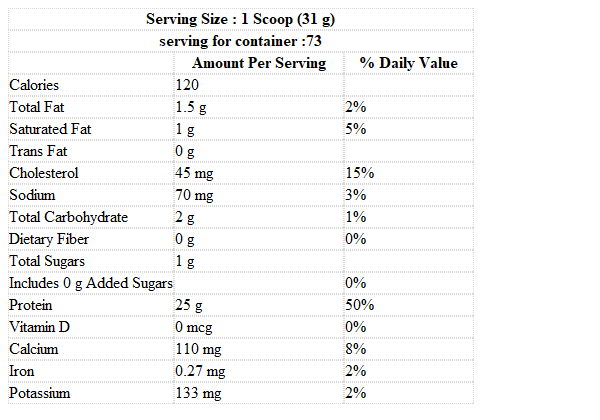 Serving Size : 1 Scoop (31 g)
serving for container :73
Amount Per Serving % Daily Value
Calories 120
Total Fat 1.5 g 2%
Saturated Fat 1 g 5%
Trans Fat 0 g
Cholesterol 45 mg 15%
Sodium 70 mg 3%
Total Carbohydrate 2 g 1%
Dietary Fiber 0 g 0%
Total Sugars 1 g
Includes 0 g Added Sugars 0%
Protein 25 g 50%
Vitamin D 0 mcg 0%
Calcium 110 mg 8%
Iron 0.27 mg 2%
Potassium 133 mg 2%